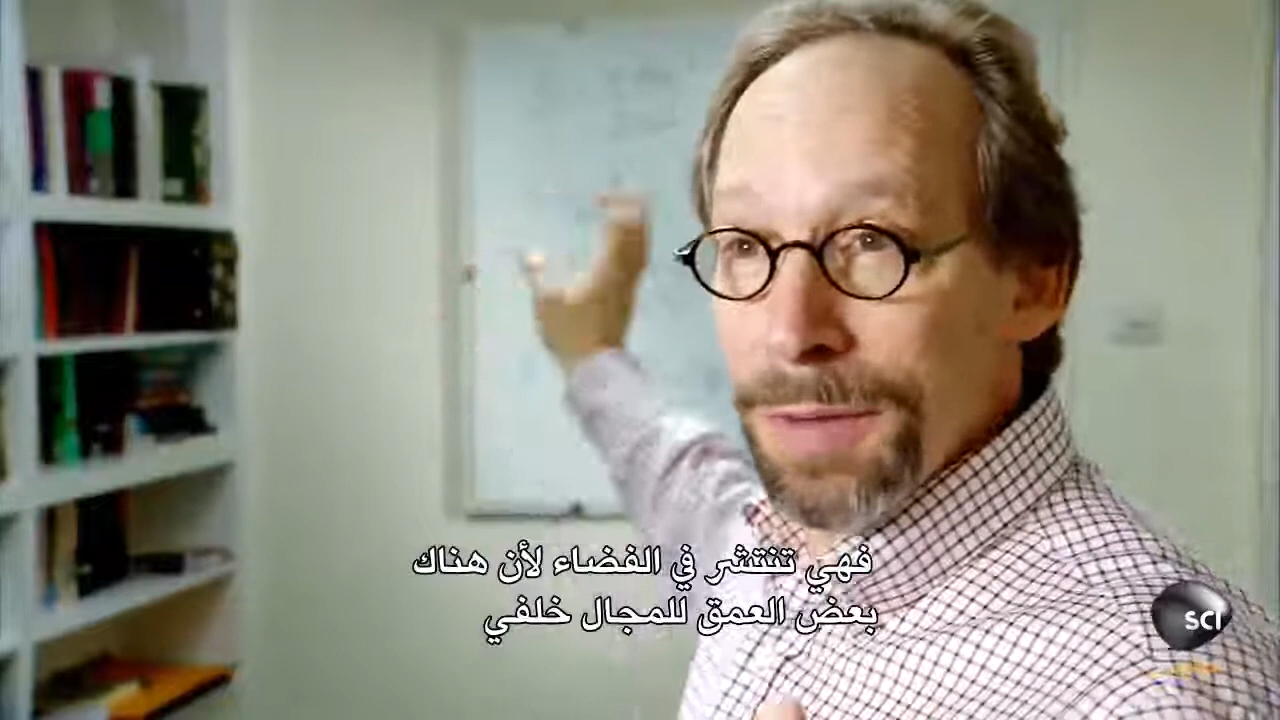 فهي تنتشر في الفضاء لأن هناك
بعض العمق للمجال خلفي
sci